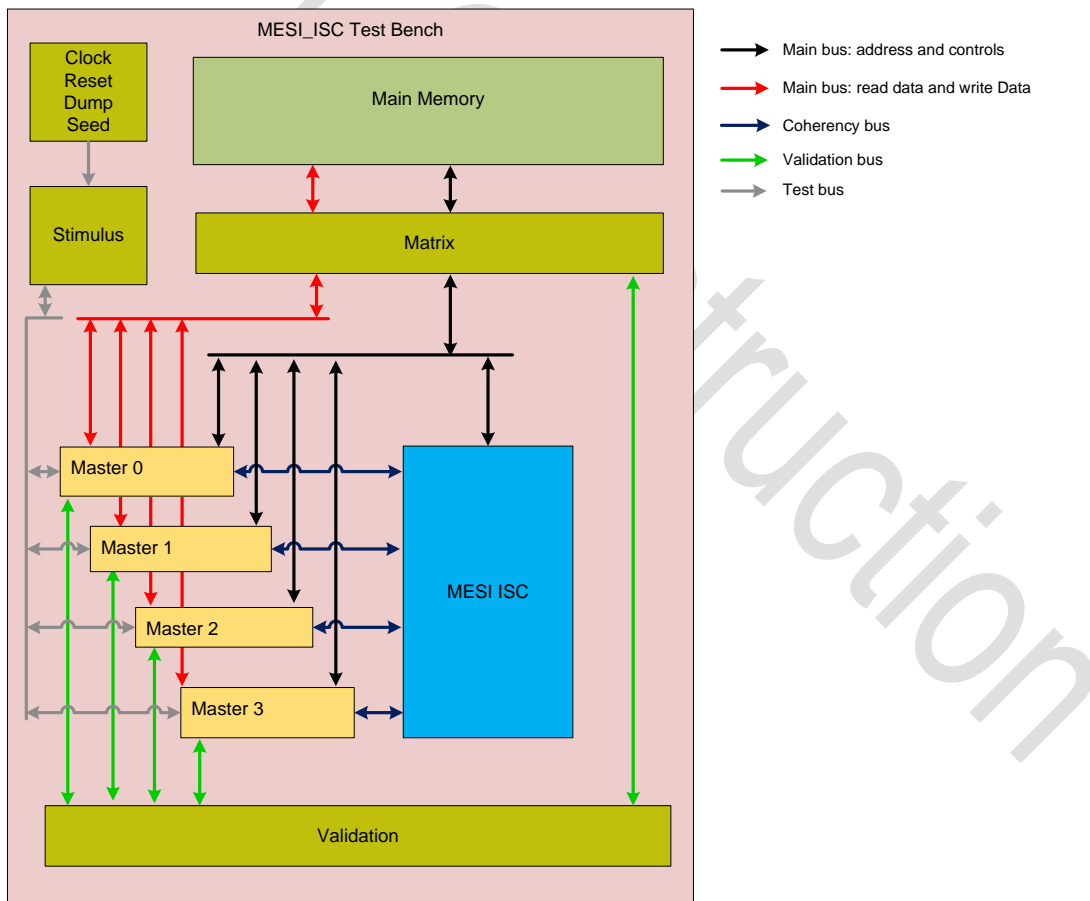 MESI_ISC Test Bench
Clock
Reset
Dump
Seed
Main Memory
Stimulus
Matrix
Master 0
Master 1
Master 2
Master 3
MESI ISC
Validation
Main bus: address and controls
Main bus: read data and write Data
Coherency bus
Validation bus
Test bus
truction